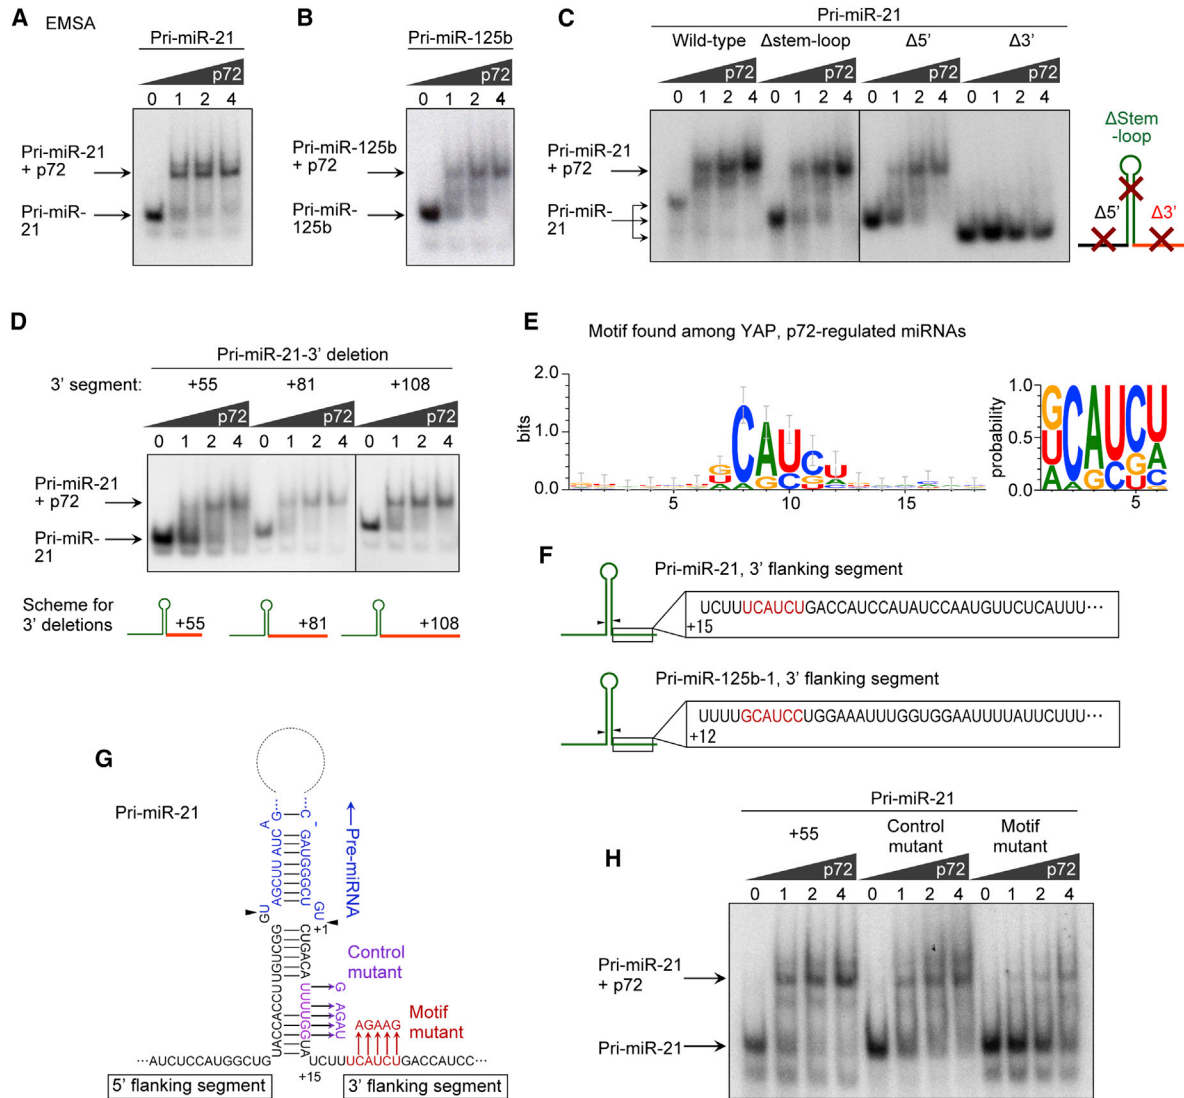 A
EMSA
Pri-miR-21
p72
0 1 2 4
Pri-miR-21
+ p72
Pri-miR-
21
B
Pri-miR-125b
p72
0 1 2 4
Pri-miR-125b
+ p72
Pri-miR-
125b
C
Pri-miR-21
Wild-type Δstem-loop Δ5' Δ3'
p72 p72 p72 p72
0 1 2 4 0 1 2 4 0 1 2 4 0 1 2 4
Pri-miR-21
+ p72
Pri-miR-
21
ΔStem
-loop
Δ5' Δ3'
D
Pri-miR-21-3' deletion
3' segment: +55 +81 +108
p72 p72 p72
0 1 2 4 0 1 2 4 0 1 2 4
Pri-miR-21
+ p72
Pri-miR-
21
Scheme for
3' deletions
+55 +81 +108
E
Motif found among YAP, p72-regulated miRNAs
2.0
bits
1.0
0.0
5 10 15
1.0
probability
0.5
0.0
5
F
Pri-miR-21, 3' flanking segment
UCUUUCAUCUGACCAUCCAUAUCCAAUGUUCUCAUUU···
+15
Pri-miR-125b-1, 3' flanking segment
UUUUGCAUCCUGGAAAUUUGGUGGAAUUUUAUUCUUU···
+12
G
Pri-miR-21
Pre-miRNA
+1
Control
mutant
G AGAU
Motif
mutant
AGAAG
···AUCUCCAUGGCUG
UCUUUCAUCUGACCAUCC···
+15
5' flanking segment
3' flanking segment
H
Pri-miR-21
+55 Control
mutant
Motif
mutant
p72 p72 p72
0 1 2 4 0 1 2 4 0 1 2 4
Pri-miR-21
+ p72
Pri-miR-21